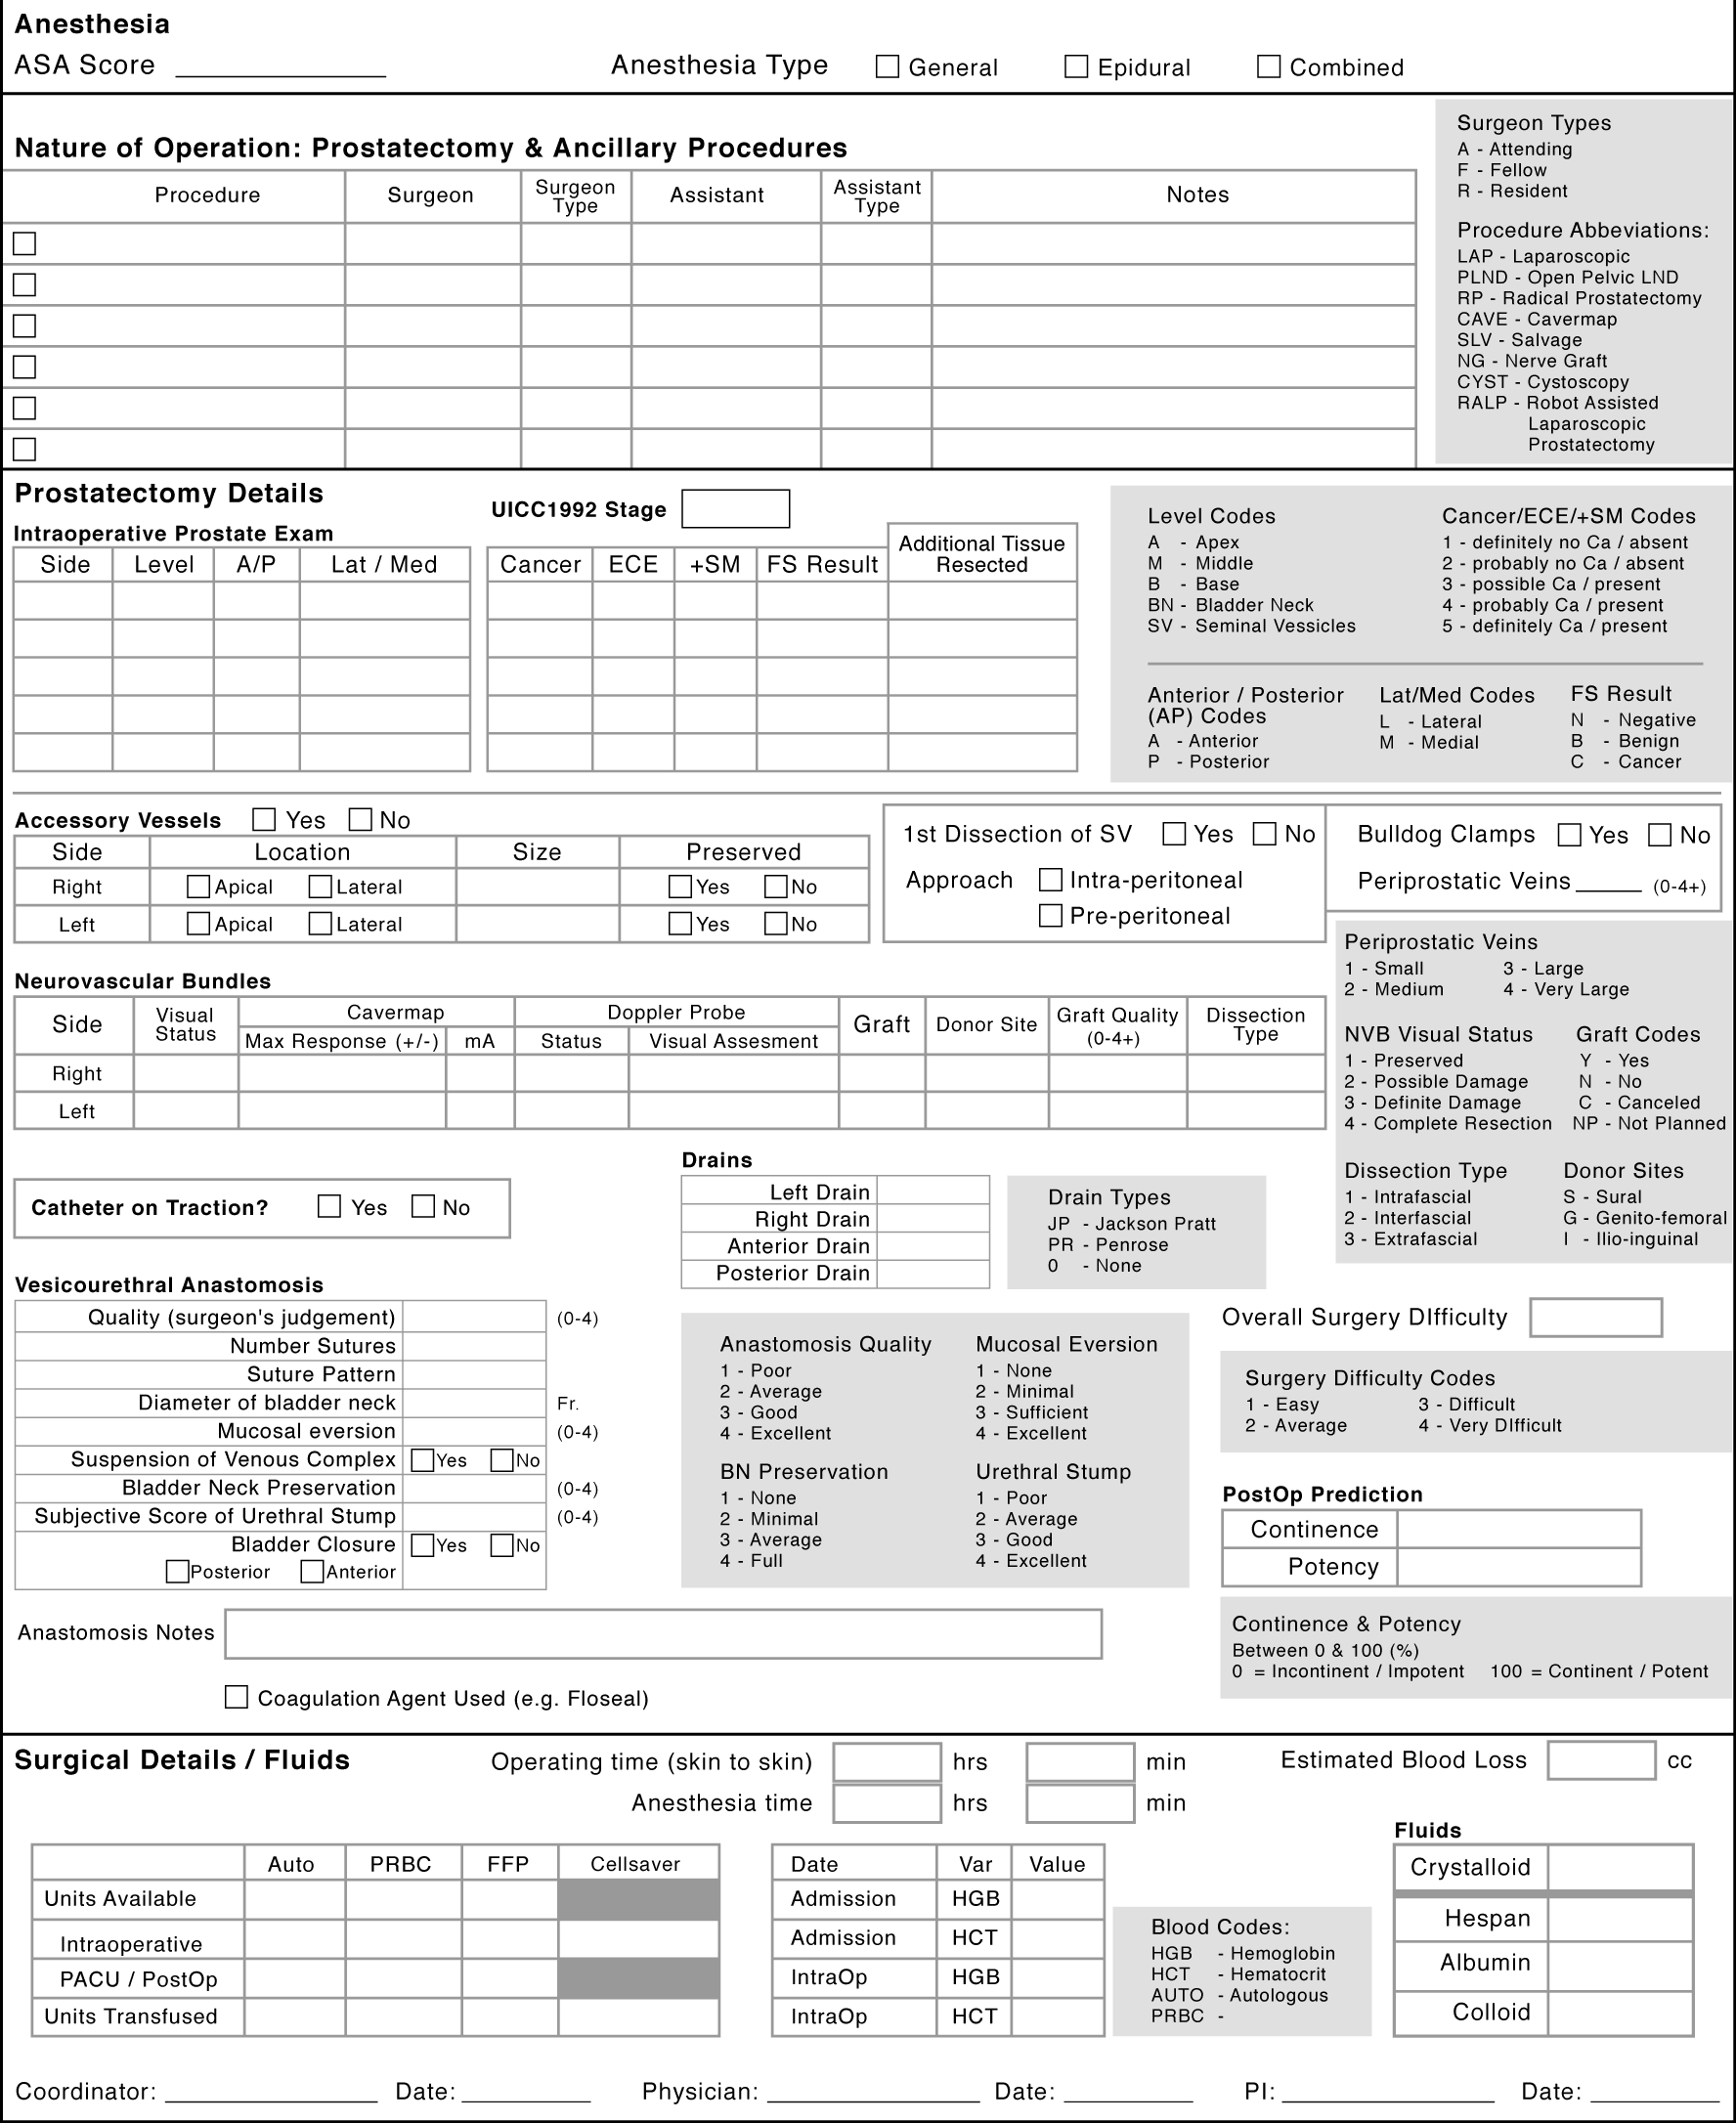 Anesthesia
ASA Score ____________ Anesthesia Type General Epidural Combined
Nature of Operation: Prostatectomy & Ancillary Procedures
Procedure Surgeon Surgeon Type Assistant Assistant Type Notes
Surgeon Types
A - Attending
F - Fellow
R - Resident
Procedure Abbeviations:
LAP - Laparoscopic
PLND - Open Pelvic LND
RP - Radical Prostatectomy
CAVE - Cavermap
SLV - Salvage
NG - Nerve Graft
CYST - Cystoscopy
RALP - Robot Assisted
Laparoscopic
Prostatectomy
Prostatectomy Details
UICC1992 Stage
Intraoperative Prostate Exam
Side Level A/P Lat / Med Cancer ECE +SM FS Result Additional Tissue Resected
Level Codes
A - Apex
M - Middle
B - Base
BN - Bladder Neck
SV - Seminal Vessicles
Cancer/ECE/+SM Codes
1 - definitely no Ca / absent
2 - probably no Ca / absent
3 - possible Ca / present
4 - probably Ca / present
5 - definitely Ca / present
Anterior / Posterior
(AP) Codes
A - Anterior
P - Posterior
Lat/Med Codes
L - Lateral
M - Medial
FS Result
N - Negative
B - Benign
C - Cancer
Accessory Vessels Yes No
Side Location Size Preserved
Right Apical Lateral Yes No
Left Apical Lateral Yes No
1st Dissection of SV Yes No
Approach Intra-peritoneal
Pre-peritoneal
Bulldog Clamps Yes No
Periprostatic Veins_____ (0-4+)
Neurovascular Bundles
Side Visual Status Cavermap Doppler Probe Graft Donor Site Graft Quality (0-4+) Dissection Type
Max Response (+/-) mA Status Visual Assesment
Right
Left
Periprostatic Veins
1 - Small 3 - Large
2 - Medium 4 - Very Large
NVB Visual Status
1 - Preserved
2 - Possible Damage
3 - Definite Damage
4 - Complete Resection
Graft Codes
Y - Yes
N - No
C - Canceled
NP - Not Planned
Dissection Type
1 - Intrafascial
2 - Interfascial
3 - Extrafascial
Donor Sites
S - Sural
G - Genito-femoral
I - Ilio-inguinal
Catheter on Traction? Yes No
Drains
Left Drain
Right Drain
Anterior Drain
Posterior Drain
Drain Types
JP - Jackson Pratt
PR - Penrose
0 - None
Vesicourethral Anastomosis
Quality (surgeon's judgement) (0-4)
Number Sutures
Suture Pattern
Diameter of bladder neck Fr.
Mucosal eversion (0-4)
Suspension of Venous Complex Yes No
Bladder Neck Preservation (0-4)
Subjective Score of Urethral Stump (0-4)
Bladder Closure Yes No
Posterior Anterior
Anastomosis Quality
1 - Poor
2 - Average
3 - Good
4 - Excellent
Mucosal Eversion
1 - None
2 - Minimal
3 - Sufficient
4 - Excellent
BN Preservation
1 - None
2 - Minimal
3 - Average
4 - Full
Urethral Stump
1 - Poor
2 - Average
3 - Good
4 - Excellent
Overall Surgery DIfficulty
Surgery Difficulty Codes
1 - Easy 3 - Difficult
2 - Average 4 - Very DIfficult
PostOp Prediction
Continence
Potency
Continence & Potency
Between 0 & 100 (%)
0 = Incontinent / Impotent 100 = Continent / Potent
Anastomosis Notes
Coagulation Agent Used (e.g. Floseal)
Surgical Details / Fluids
Operating time (skin to skin) hrs min
Estimated Blood Loss cc
Anesthesia time hrs min
Auto PRBC FFP Cellsaver
Units Available
Intraoperative
PACU / PostOp
Units Transfused
Date Var Value
Admission HGB
Admission HCT
IntraOp HGB
IntraOp HCT
Blood Codes:
HGB - Hemoglobin
HCT - Hematocrit
AUTO - Autologous
PRBC -
Fluids
Crystalloid
Hespan
Albumin
Colloid
Coordinator: ____________ Date: ________ Physician: ____________ Date: ________ PI: ____________ Date: ________